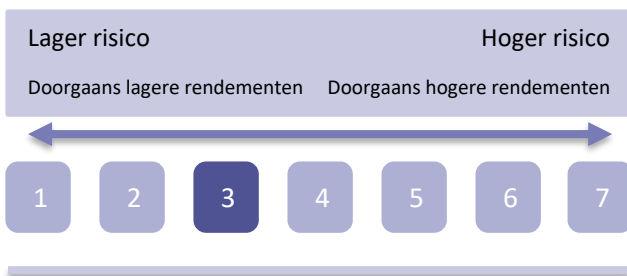 Lager risico Hoger risico
Doorgaans lagere rendementen Doorgaans hogere rendementen
1 2 3 4 5 6 7